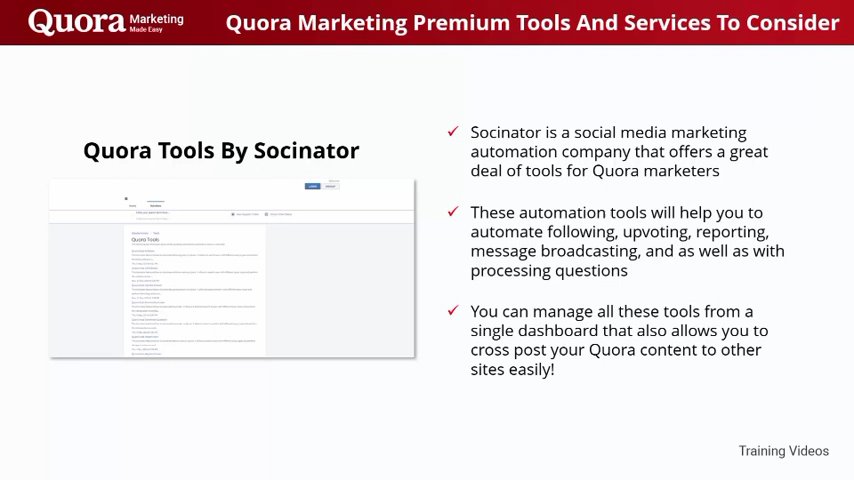 Quora Marketing
Made Easy
Quora Marketing Premium Tools And Services To Consider
Quora Tools By Socinator
Quora Tools
Socinator is a social media marketing
automation company that offers a great
deal of tools for Quora marketers
These automation tools will help you to
automate following, upvoting, reporting,
message broadcasting, and as well as with
processing questions
You can manage all these tools from a
single dashboard that also allows you to
cross post your Quora content to other
sites easily!
Training Videos